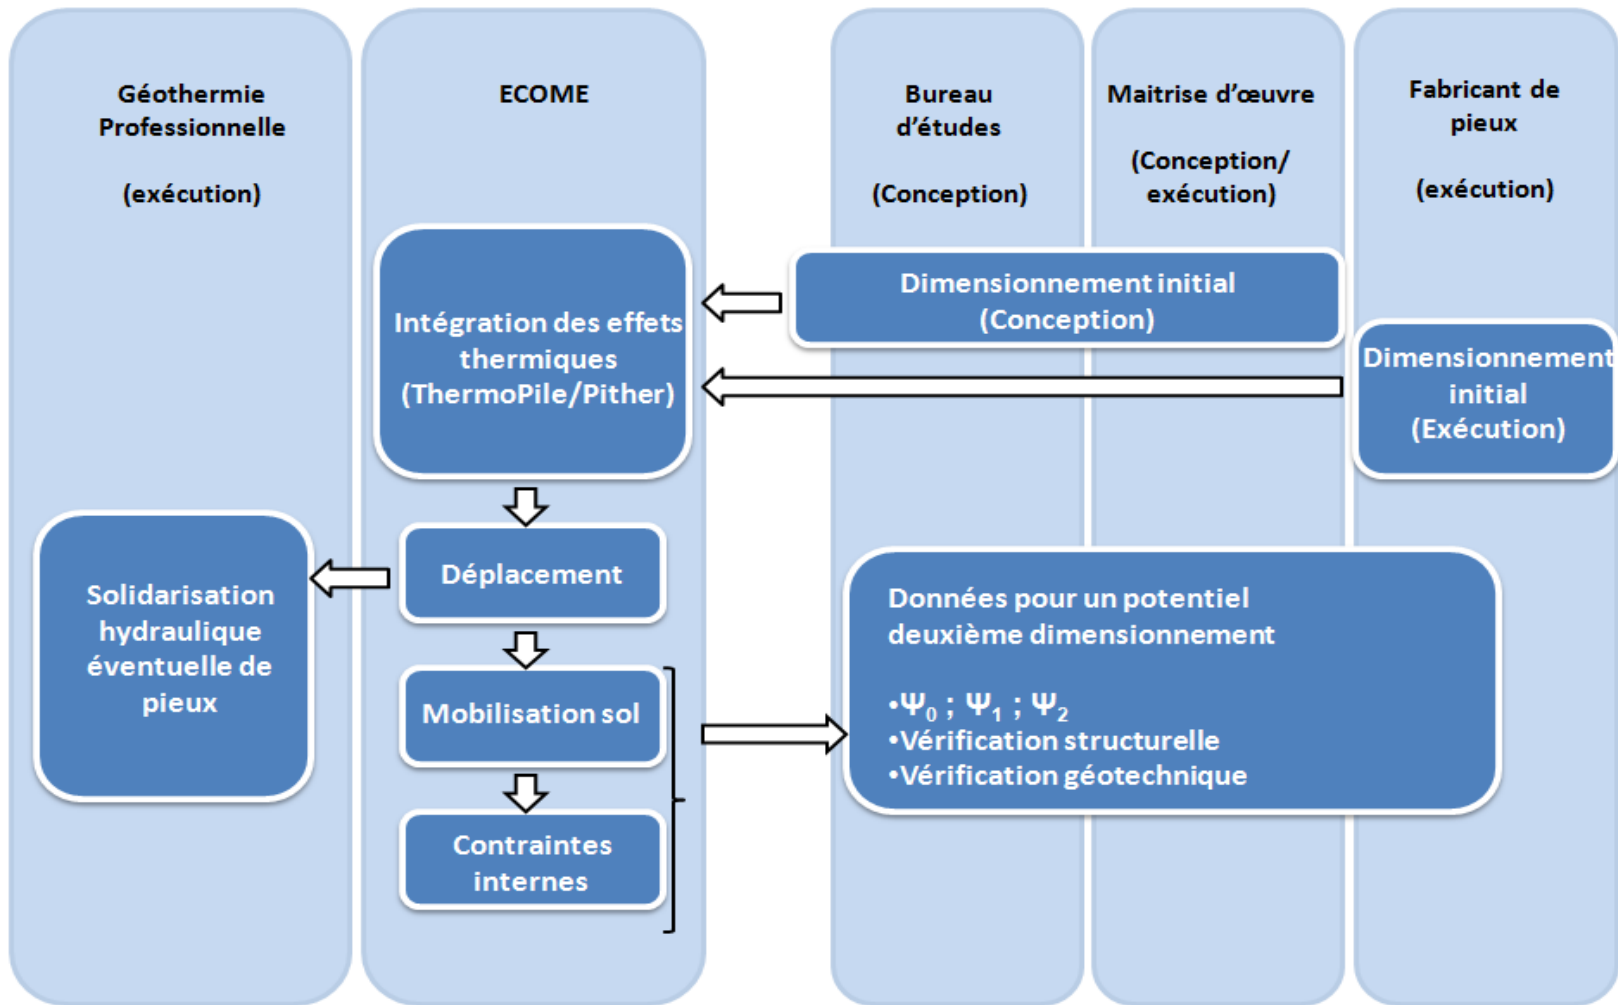 Géothermie
Professionnelle
(exécution)
ECOME
Bureau
d'études
(Conception)
Maitrise d'œuvre
(Conception/
exécution)
Fabricant de
pieux
(exécution)
Intégration des effets
thermiques
(ThermoPile/Pither)
Dimensionnement initial
(Conception)
Dimensionnement
initial
(Exécution)
Déplacement
Solidarisation
hydraulique
éventuelle de
pieux
Mobilisation sol
Contraintes
internes
Données pour un potentiel
deuxième dimensionnement
•Ψ₀ ; Ψ₁ ; Ψ₂
•Vérification structurelle
•Vérification géotechnique